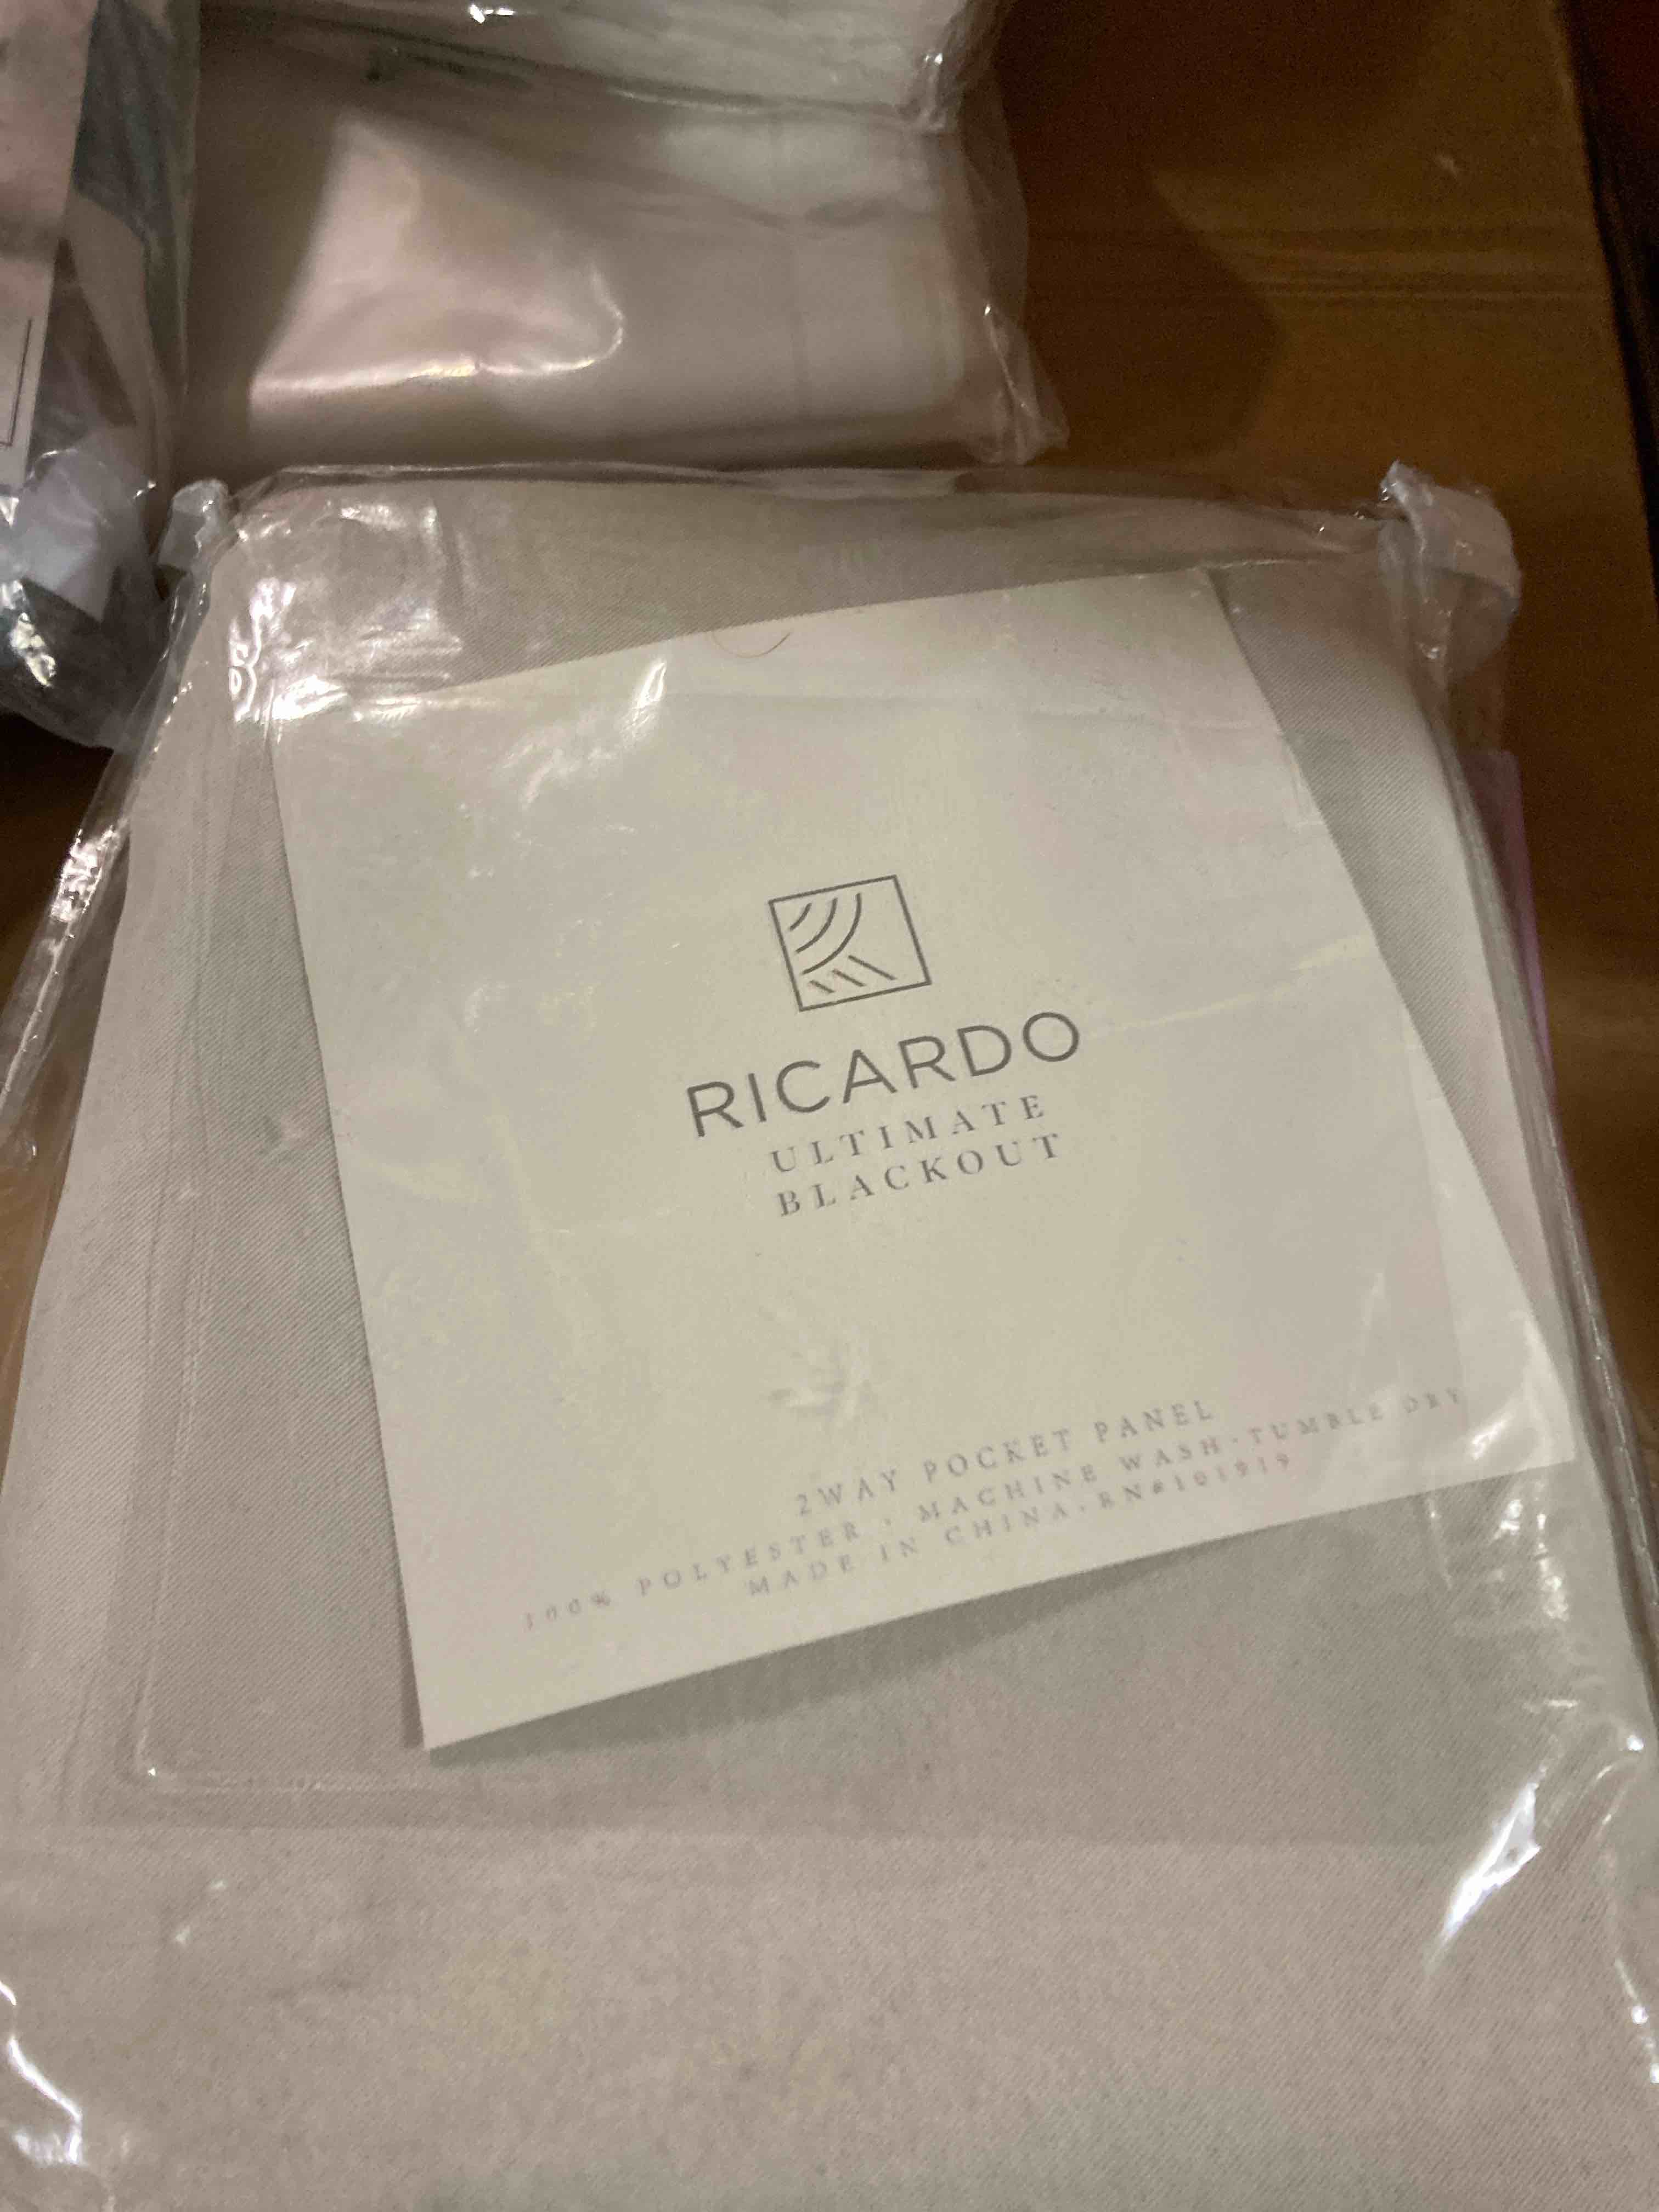 RICARDO
ULTIMATE
BLACKOUT
2WAY POCKET PANEL
100% POLYESTER · MACHINE WASH · TUMBLE DRY
MADE IN CHINA · RN#101919